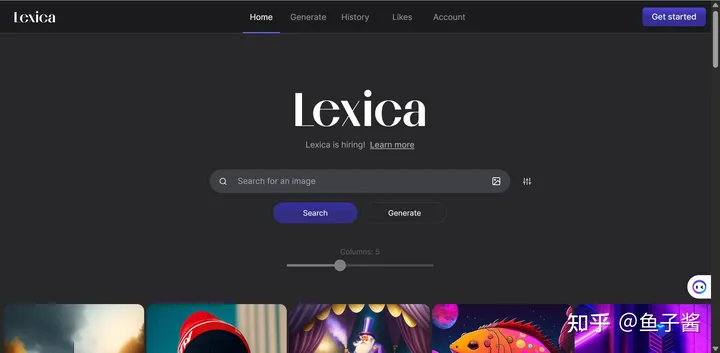 Lexica
Home Generate History Likes Account
Get started
Lexica
Lexica is hiring! Learn more
Search for an image
Search Generate
Columns: 5
知乎 @鱼子酱